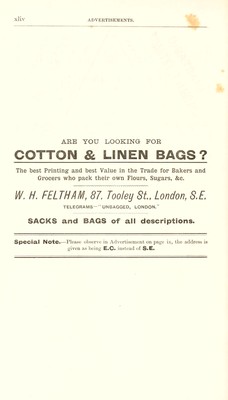 xliv ADVERTISEMENTS.
ARE YOU LOOKING FOR
COTTON & LINEN BAGS?
The best Printing and best Value in the Trade for Bakers and
Grocers who pack their own Flours, Sugars, &c.
W. H. FELTHAM, 87, Tooley St., London, S.E.
TELEGRAMS—"UNBAGGED, LONDON."
SACKS and BAGS of all descriptions.
Special Note.—Please observe in Advertisement on page ix, the address is
given as being E.C. instead of S.E.